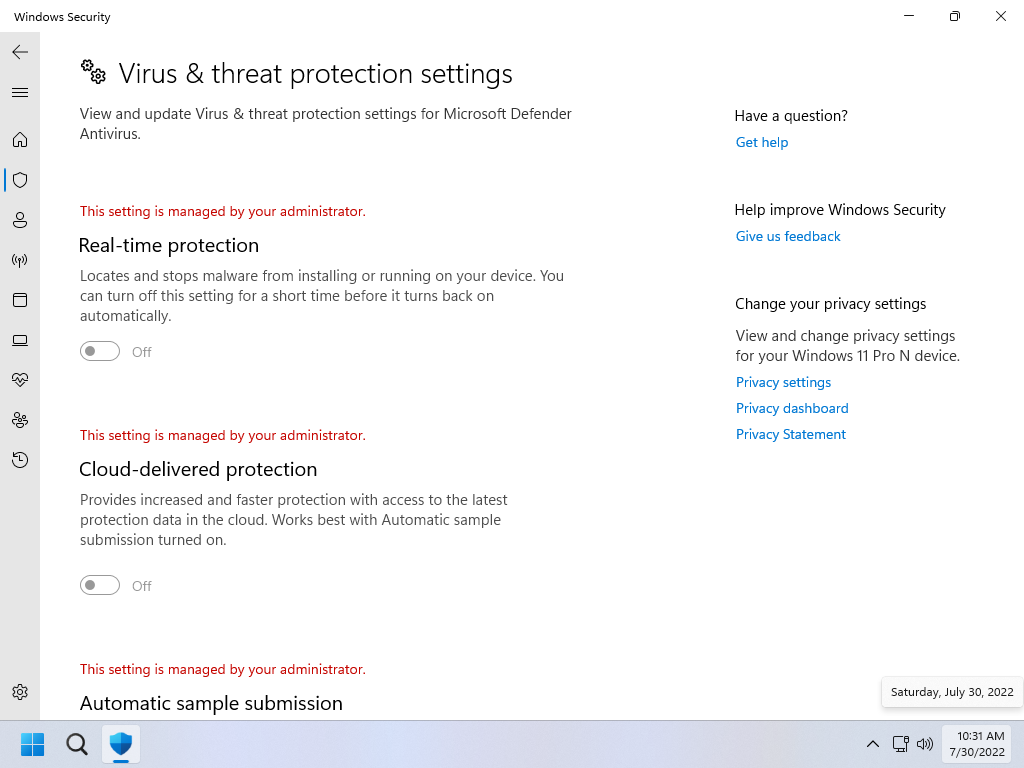 Windows Security
Virus & threat protection settings
View and update Virus & threat protection settings for Microsoft Defender
Antivirus.
This setting is managed by your administrator.
Real-time protection
Locates and stops malware from installing or running on your device. You
can turn off this setting for a short time before it turns back on
automatically.
Off
This setting is managed by your administrator.
Cloud-delivered protection
Provides increased and faster protection with access to the latest
protection data in the cloud. Works best with Automatic sample
submission turned on.
Off
This setting is managed by your administrator.
Automatic sample submission
Have a question?
Get help
Help improve Windows Security
Give us feedback
Change your privacy settings
View and change privacy settings
for your Windows 11 Pro N device.
Privacy settings
Privacy dashboard
Privacy Statement
Saturday, July 30, 2022
10:31 AM
7/30/2022